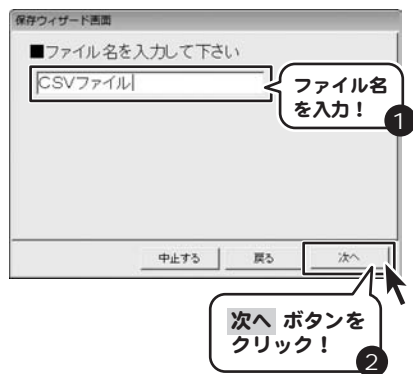 保存ウィザード画面
■ファイル名を入力して下さい
CSVファイル
ファイル名
を入力！
1
中止する
戻る
次へ
次へ ボタンを
クリック！
2